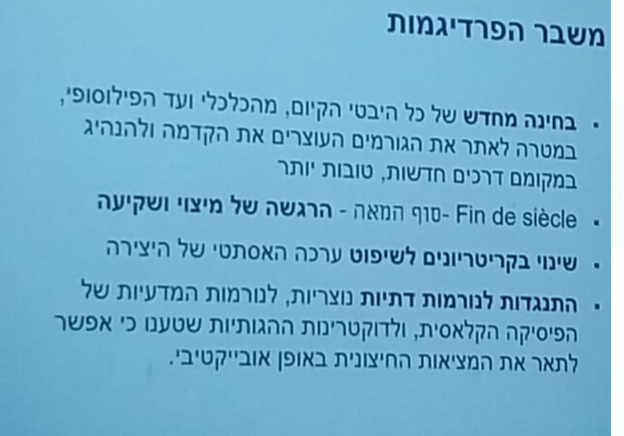 משבר הפרדיגמות
בחינה מחדש של כל היבטי הקיום, מהכלכלי ועד הפילוסופי,
במטרה לאתר את הגורמים העוצרים את הקדמה ולהנהיג
במקומם דרכים חדשות, טובות יותר
Fin de siècle -סוף המאה - הרגשה של מיצוי ושקיעה
שינוי בקריטריונים לשיפוט ערכה האסתטי של היצירה
התנגדות לנורמות דתיות נוצריות, לנורמות המדעיות של
הפיסיקה הקלאסית, ולדוקטרינות ההגותיות שטענו כי אפשר
לתאר את המציאות החיצונית באופן אובייקטיבי.